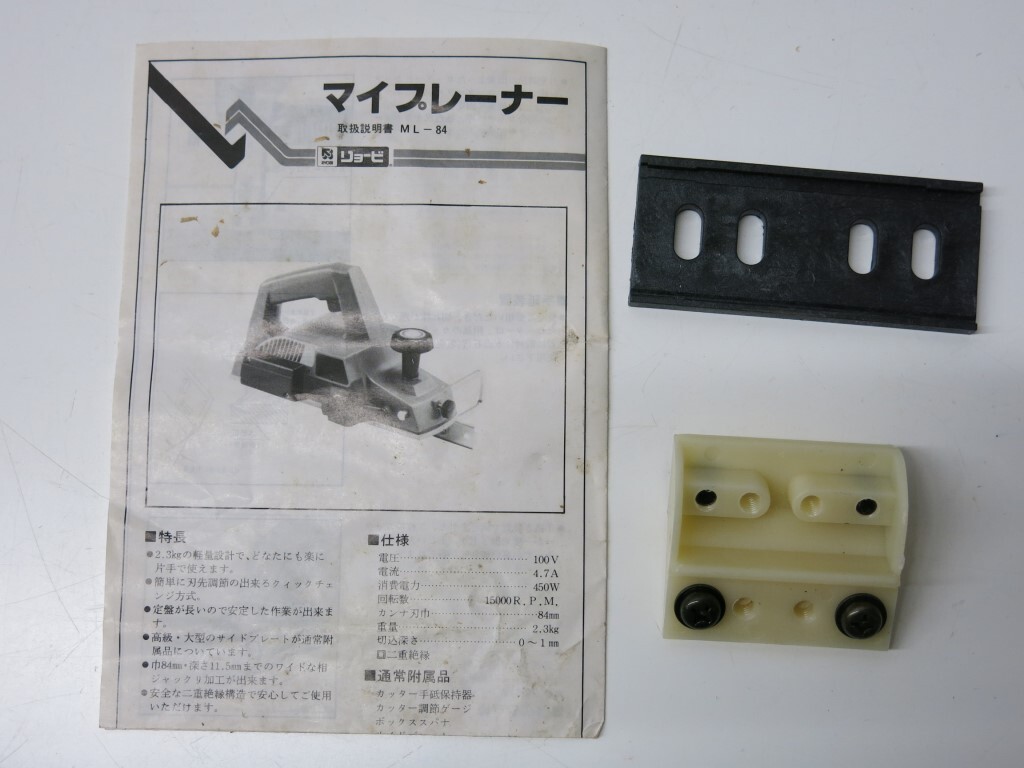 マイプレーナー
取扱説明書 ML-84
リョービ
■特長
●2.3kgの軽量設計で、どなたにも楽に
片手で使えます。
●簡単に刃先調節の出来るクイックチェ
ンジ方式。
●定盤が長いので安定した作業が出来ま
す。
●高級・大型のサイドプレートが通常附
属品についています。
●巾84mm・深さ11.5mmまでのワイドな相
ジャックリ加工が出来ます。
●安全な二重絶縁構造で安心してご使用
いただけます。
■仕様
電圧……………………100V
電流……………………4.7A
消費電力………………450W
回転数…………15000R.P.M.
カンナ刃巾……………84mm
重量……………………2.3kg
切込深さ……………0〜1mm
回二重絶縁
■通常附属品
カッター手砥保持器
カッター調節ゲージ
ボックススパナ